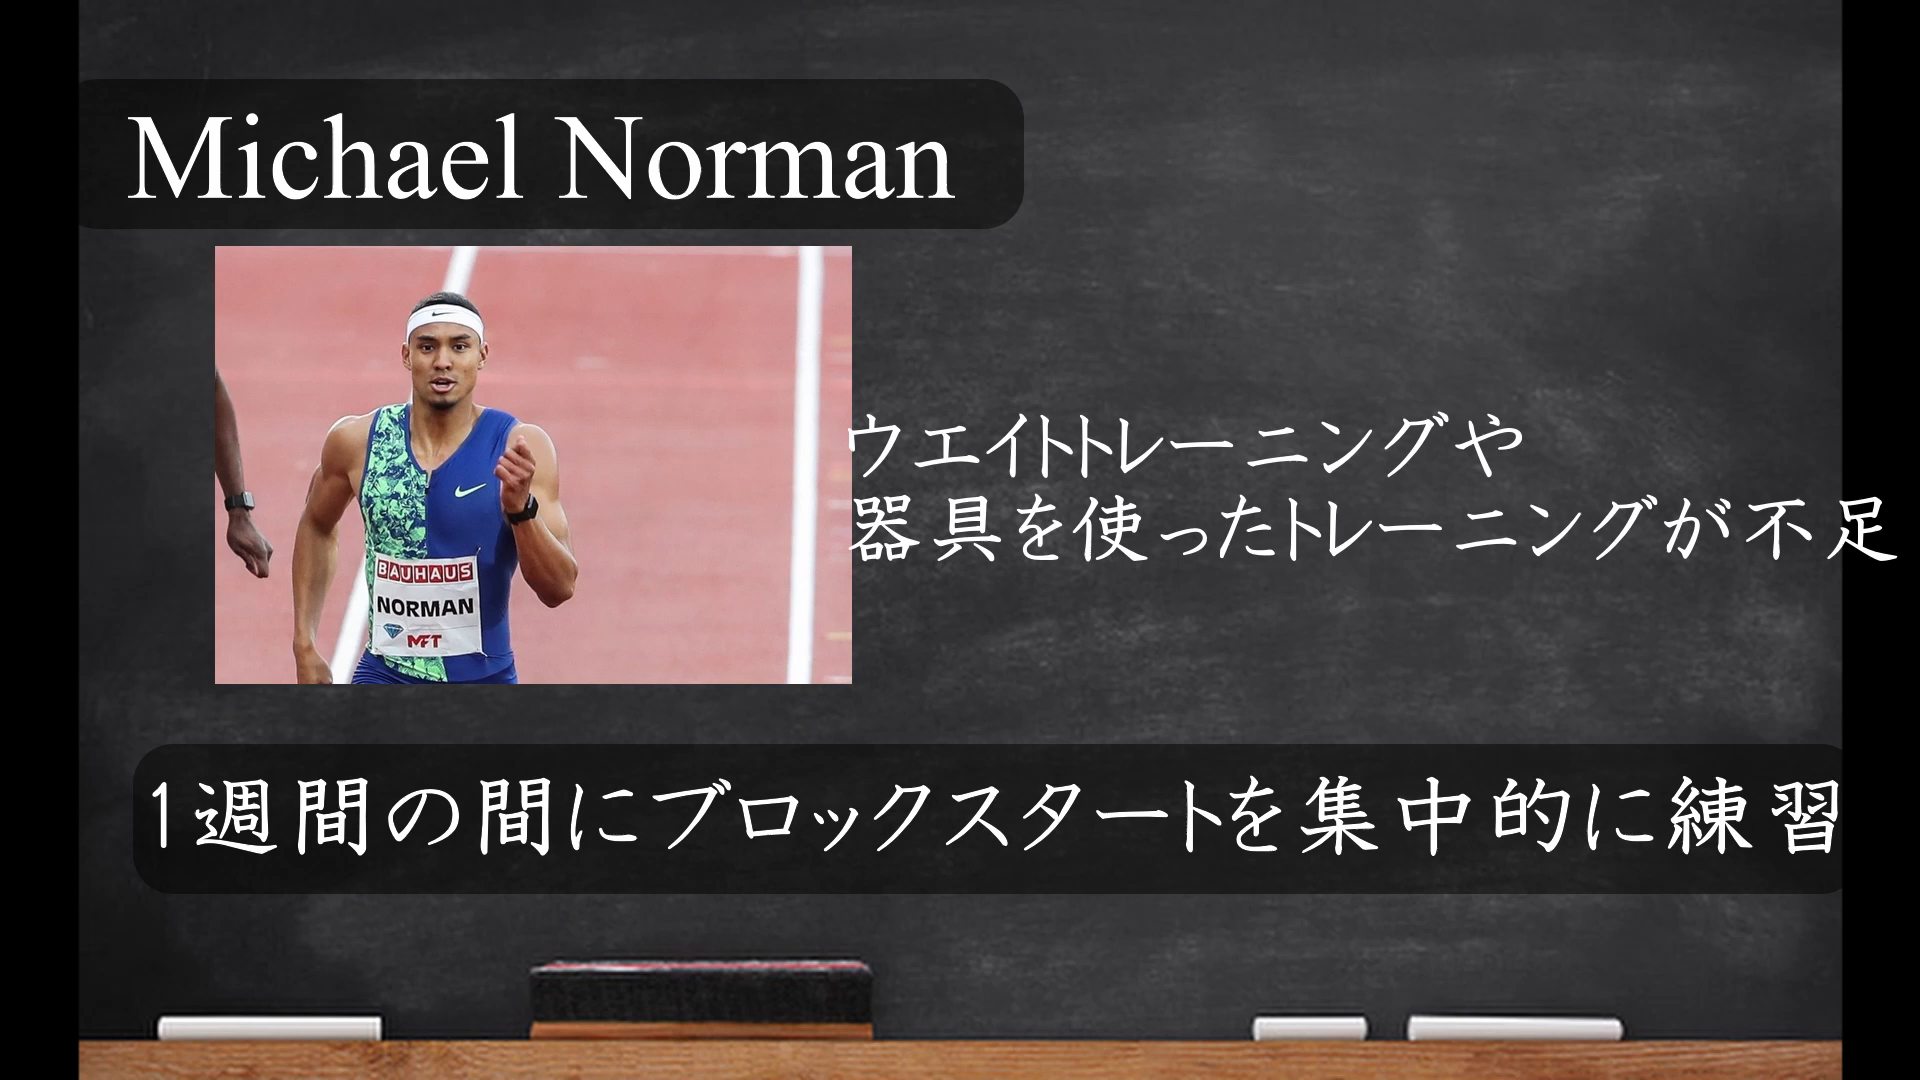 Michael Norman
BAUHAUS
NORMAN
MFT
ウエイトトレーニングや
器具を使ったトレーニングが不足
1週間の間にブロックスタートを集中的に練習